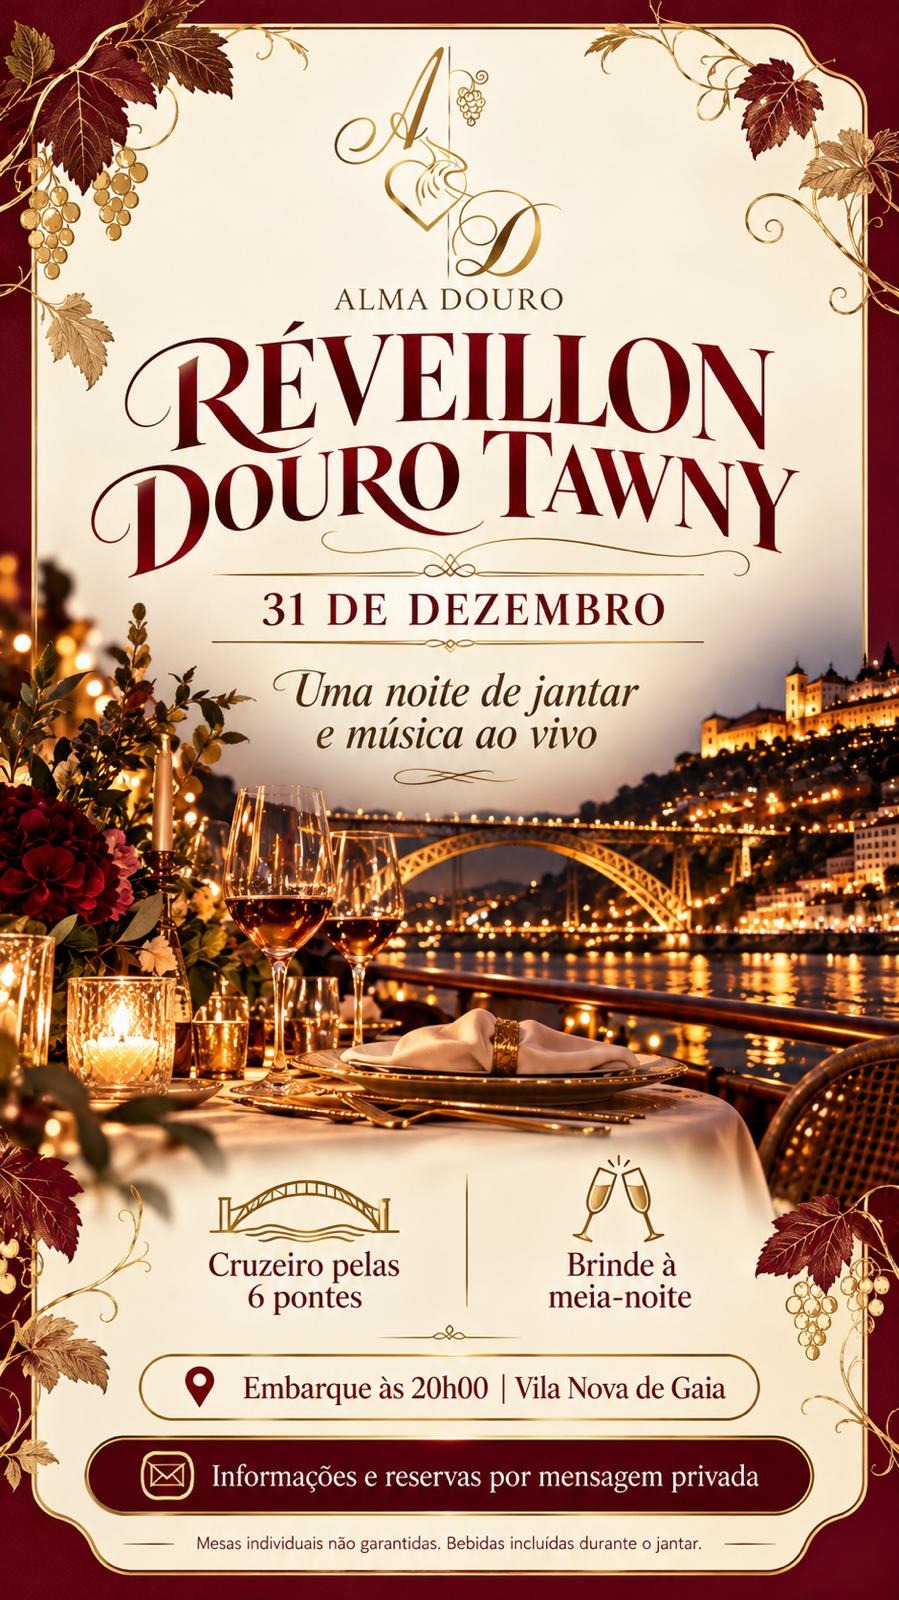 A
D
ALMA DOURO
RÉVEILLON
DOURO TAWNY
31 DE DEZEMBRO
Uma noite de jantar
e música ao vivo
Cruzeiro pelas
6 pontes
Brinde à
meia-noite
Embarque às 20h00 | Vila Nova de Gaia
Informações e reservas por mensagem privada
Mesas individuais não garantidas. Bebidas incluídas durante o jantar.